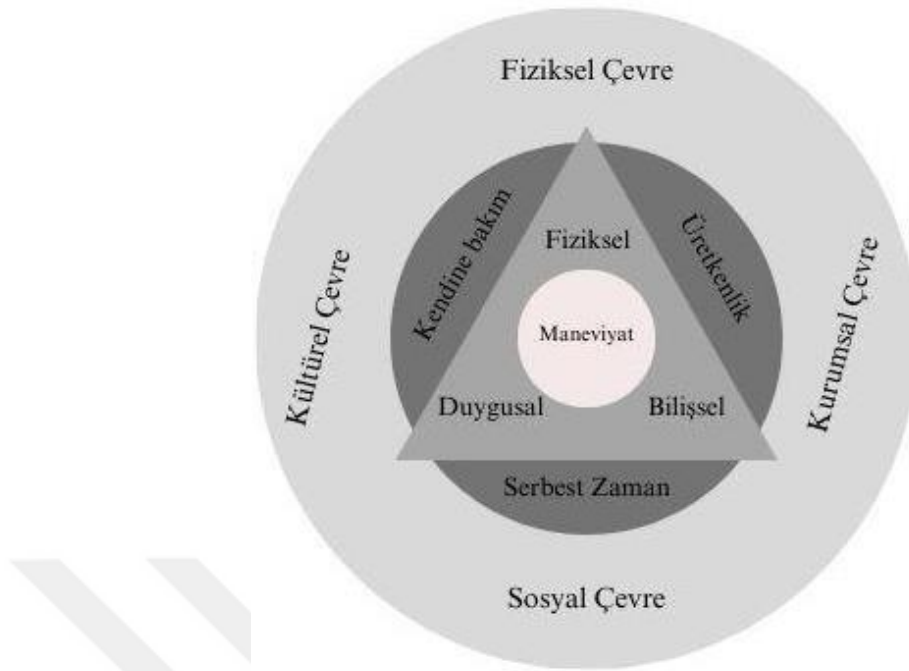 Fiziksel Çevre
Kendine bakım
Üretkenlik
Fiziksel
Kültürel Çevre
Maneviyat
Kurumsal Çevre
Duygusal
Bilişsel
Serbest Zaman
Sosyal Çevre